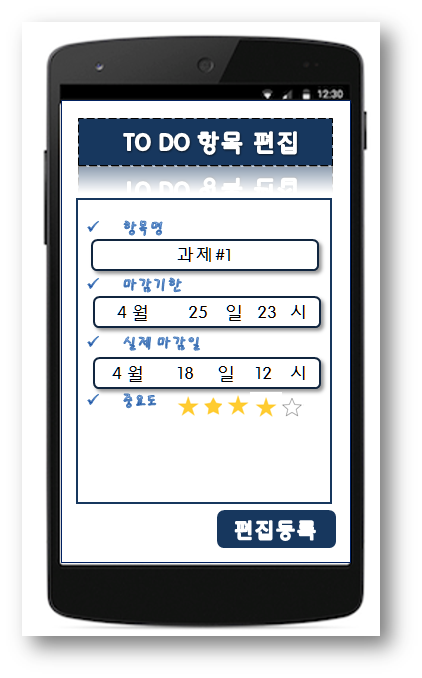 12:30
TO DO 항목 편집
✓ 항목명
과제#1
✓ 마감기한
4월 25 일 23 시
✓ 실제 마감일
4월 18 일 12 시
✓ 중요도
편집등록